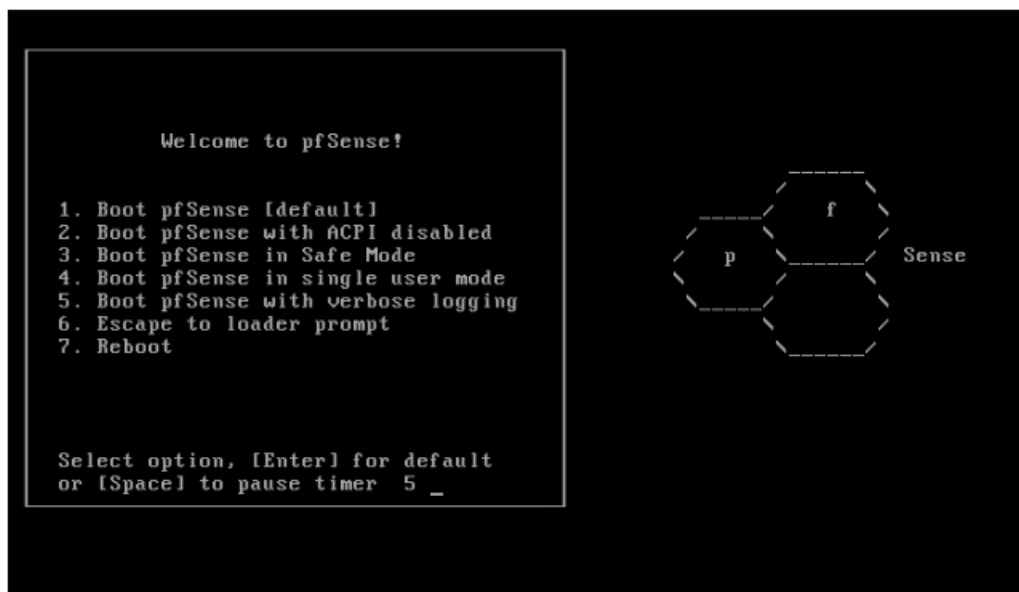 Welcome to pfSense!
1. Boot pfSense [default]
2. Boot pfSense with ACPI disabled
3. Boot pfSense in Safe Mode
4. Boot pfSense in single user mode
5. Boot pfSense with verbose logging
6. Escape to loader prompt
7. Reboot
Select option, [Enter] for default
or [Space] to pause timer 5 _
f
p
Sense